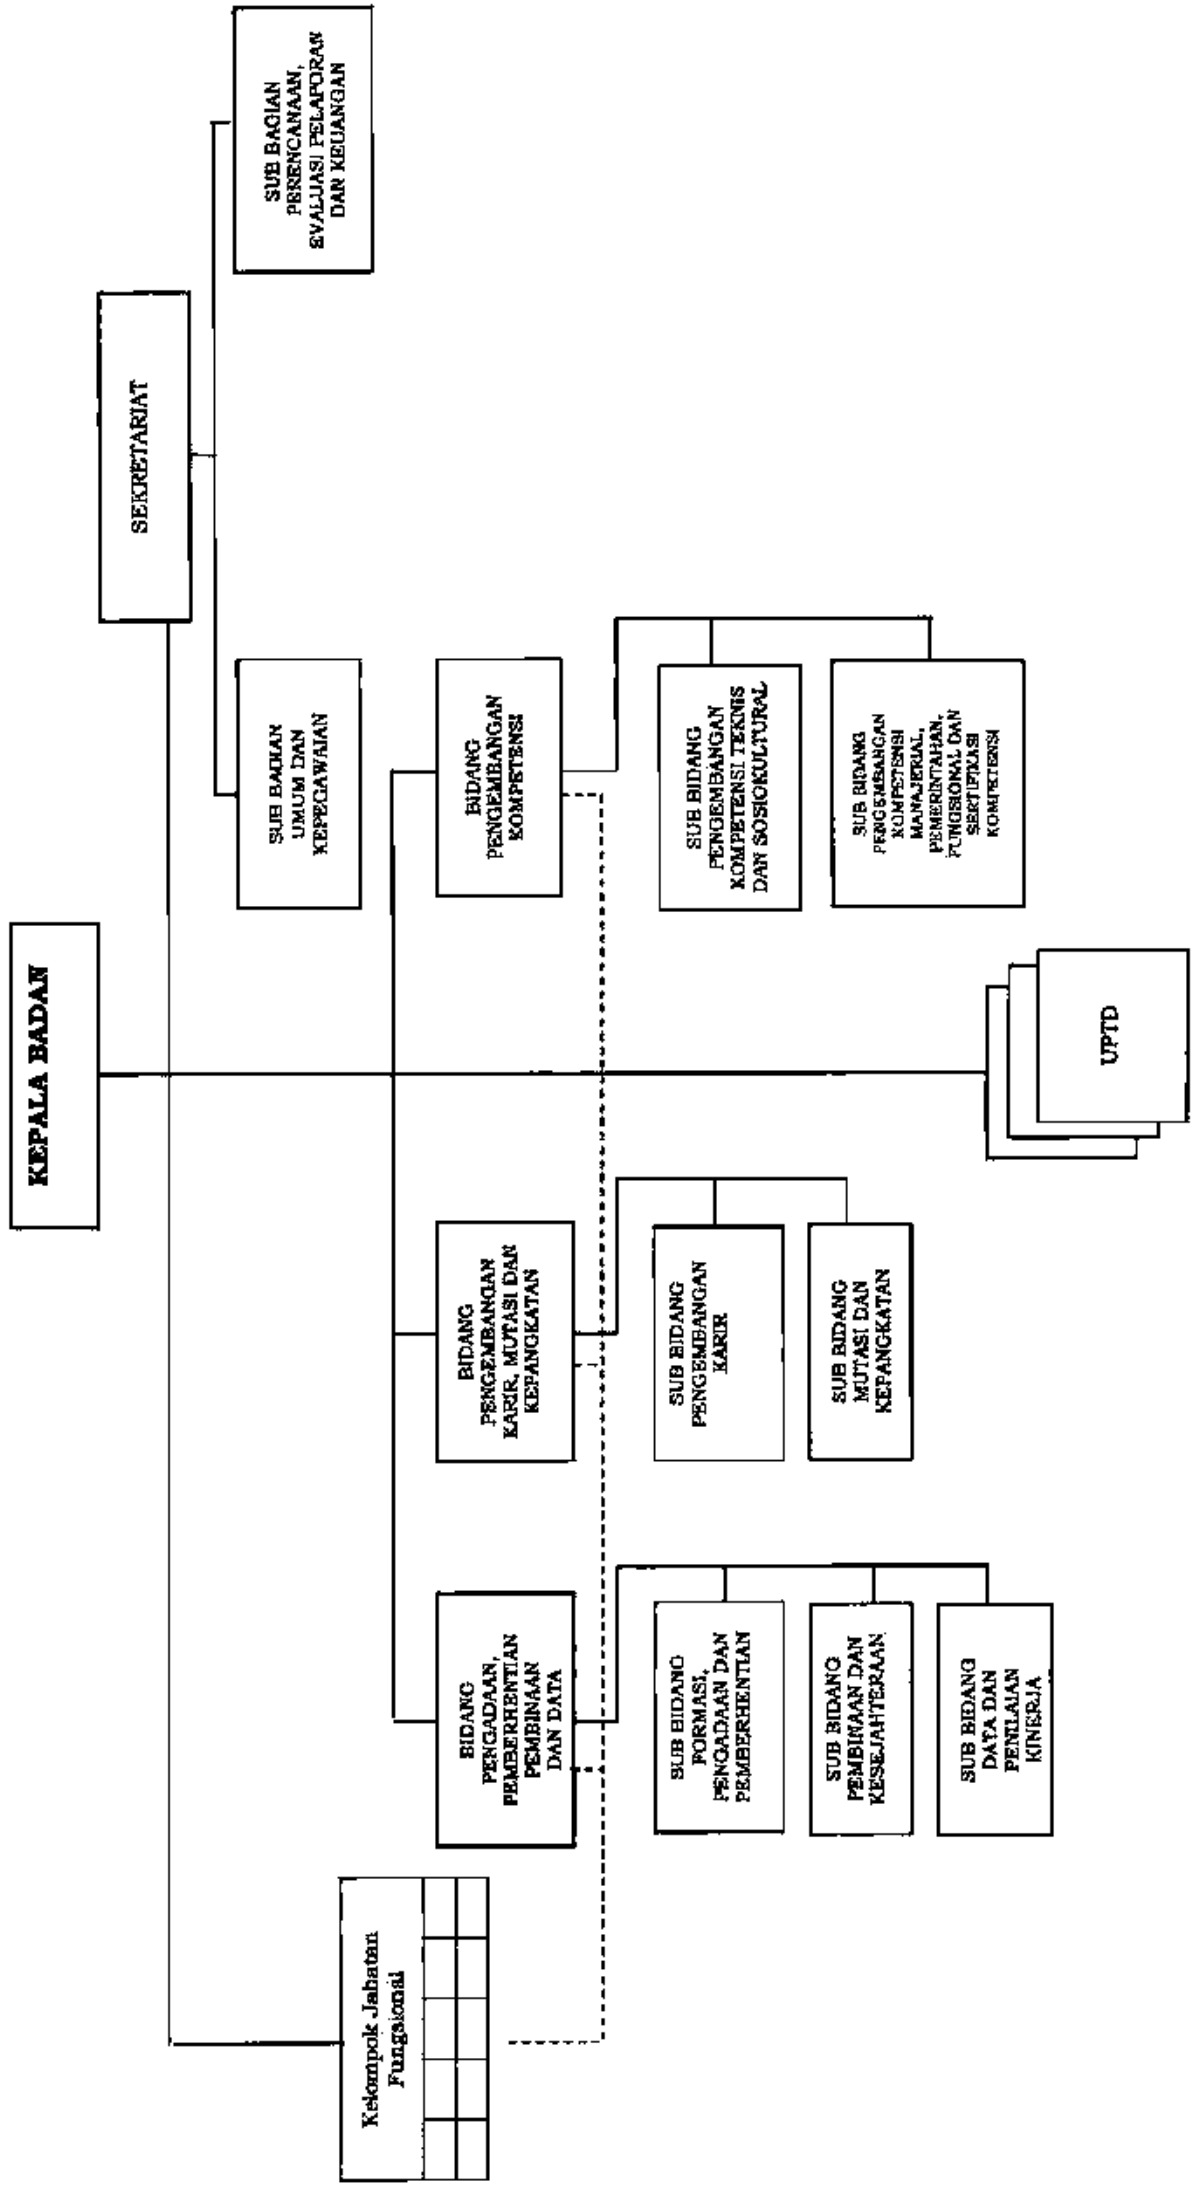 KEPALA BADAN
SEKRETARIAT
SUB BAGIAN
UMUM DAN
KEPEGAWAIAN
SUB BAGIAN
PERENCANAAN,
EVALUASI PELAPORAN
DAN KEUANGAN
Kelompok Jabatan
Fungsional
BIDANG
PENGADAAN,
PEMBERHENTIAN
PEMBINAAN
DAN DATA
BIDANG
PENGEMBANGAN
KARIR, MUTASI DAN
KEPANGKATAN
BIDANG
PENGEMBANGAN
KOMPETENSI
SUB BIDANG
FORMASI,
PENGADAAN DAN
PEMBERHENTIAN
SUB BIDANG
PEMBINAAN DAN
KESEJAHTERAAN
SUB BIDANG
DATA DAN
PENILAIAN
KINERJA
SUB BIDANG
PENGEMBANGAN
KARIR
SUB BIDANG
MUTASI DAN
KEPANGKATAN
SUB BIDANG
PENGEMBANGAN
KOMPETENSI TEKNIS
DAN SOSIOKULTURAL
SUB BIDANG
PENGEMBANGAN
KOMPETENSI
MANAJERIAL,
PEMERINTAHAN,
FUNGSIONAL DAN
SERTIFIKASI
KOMPETENSI
UPTD